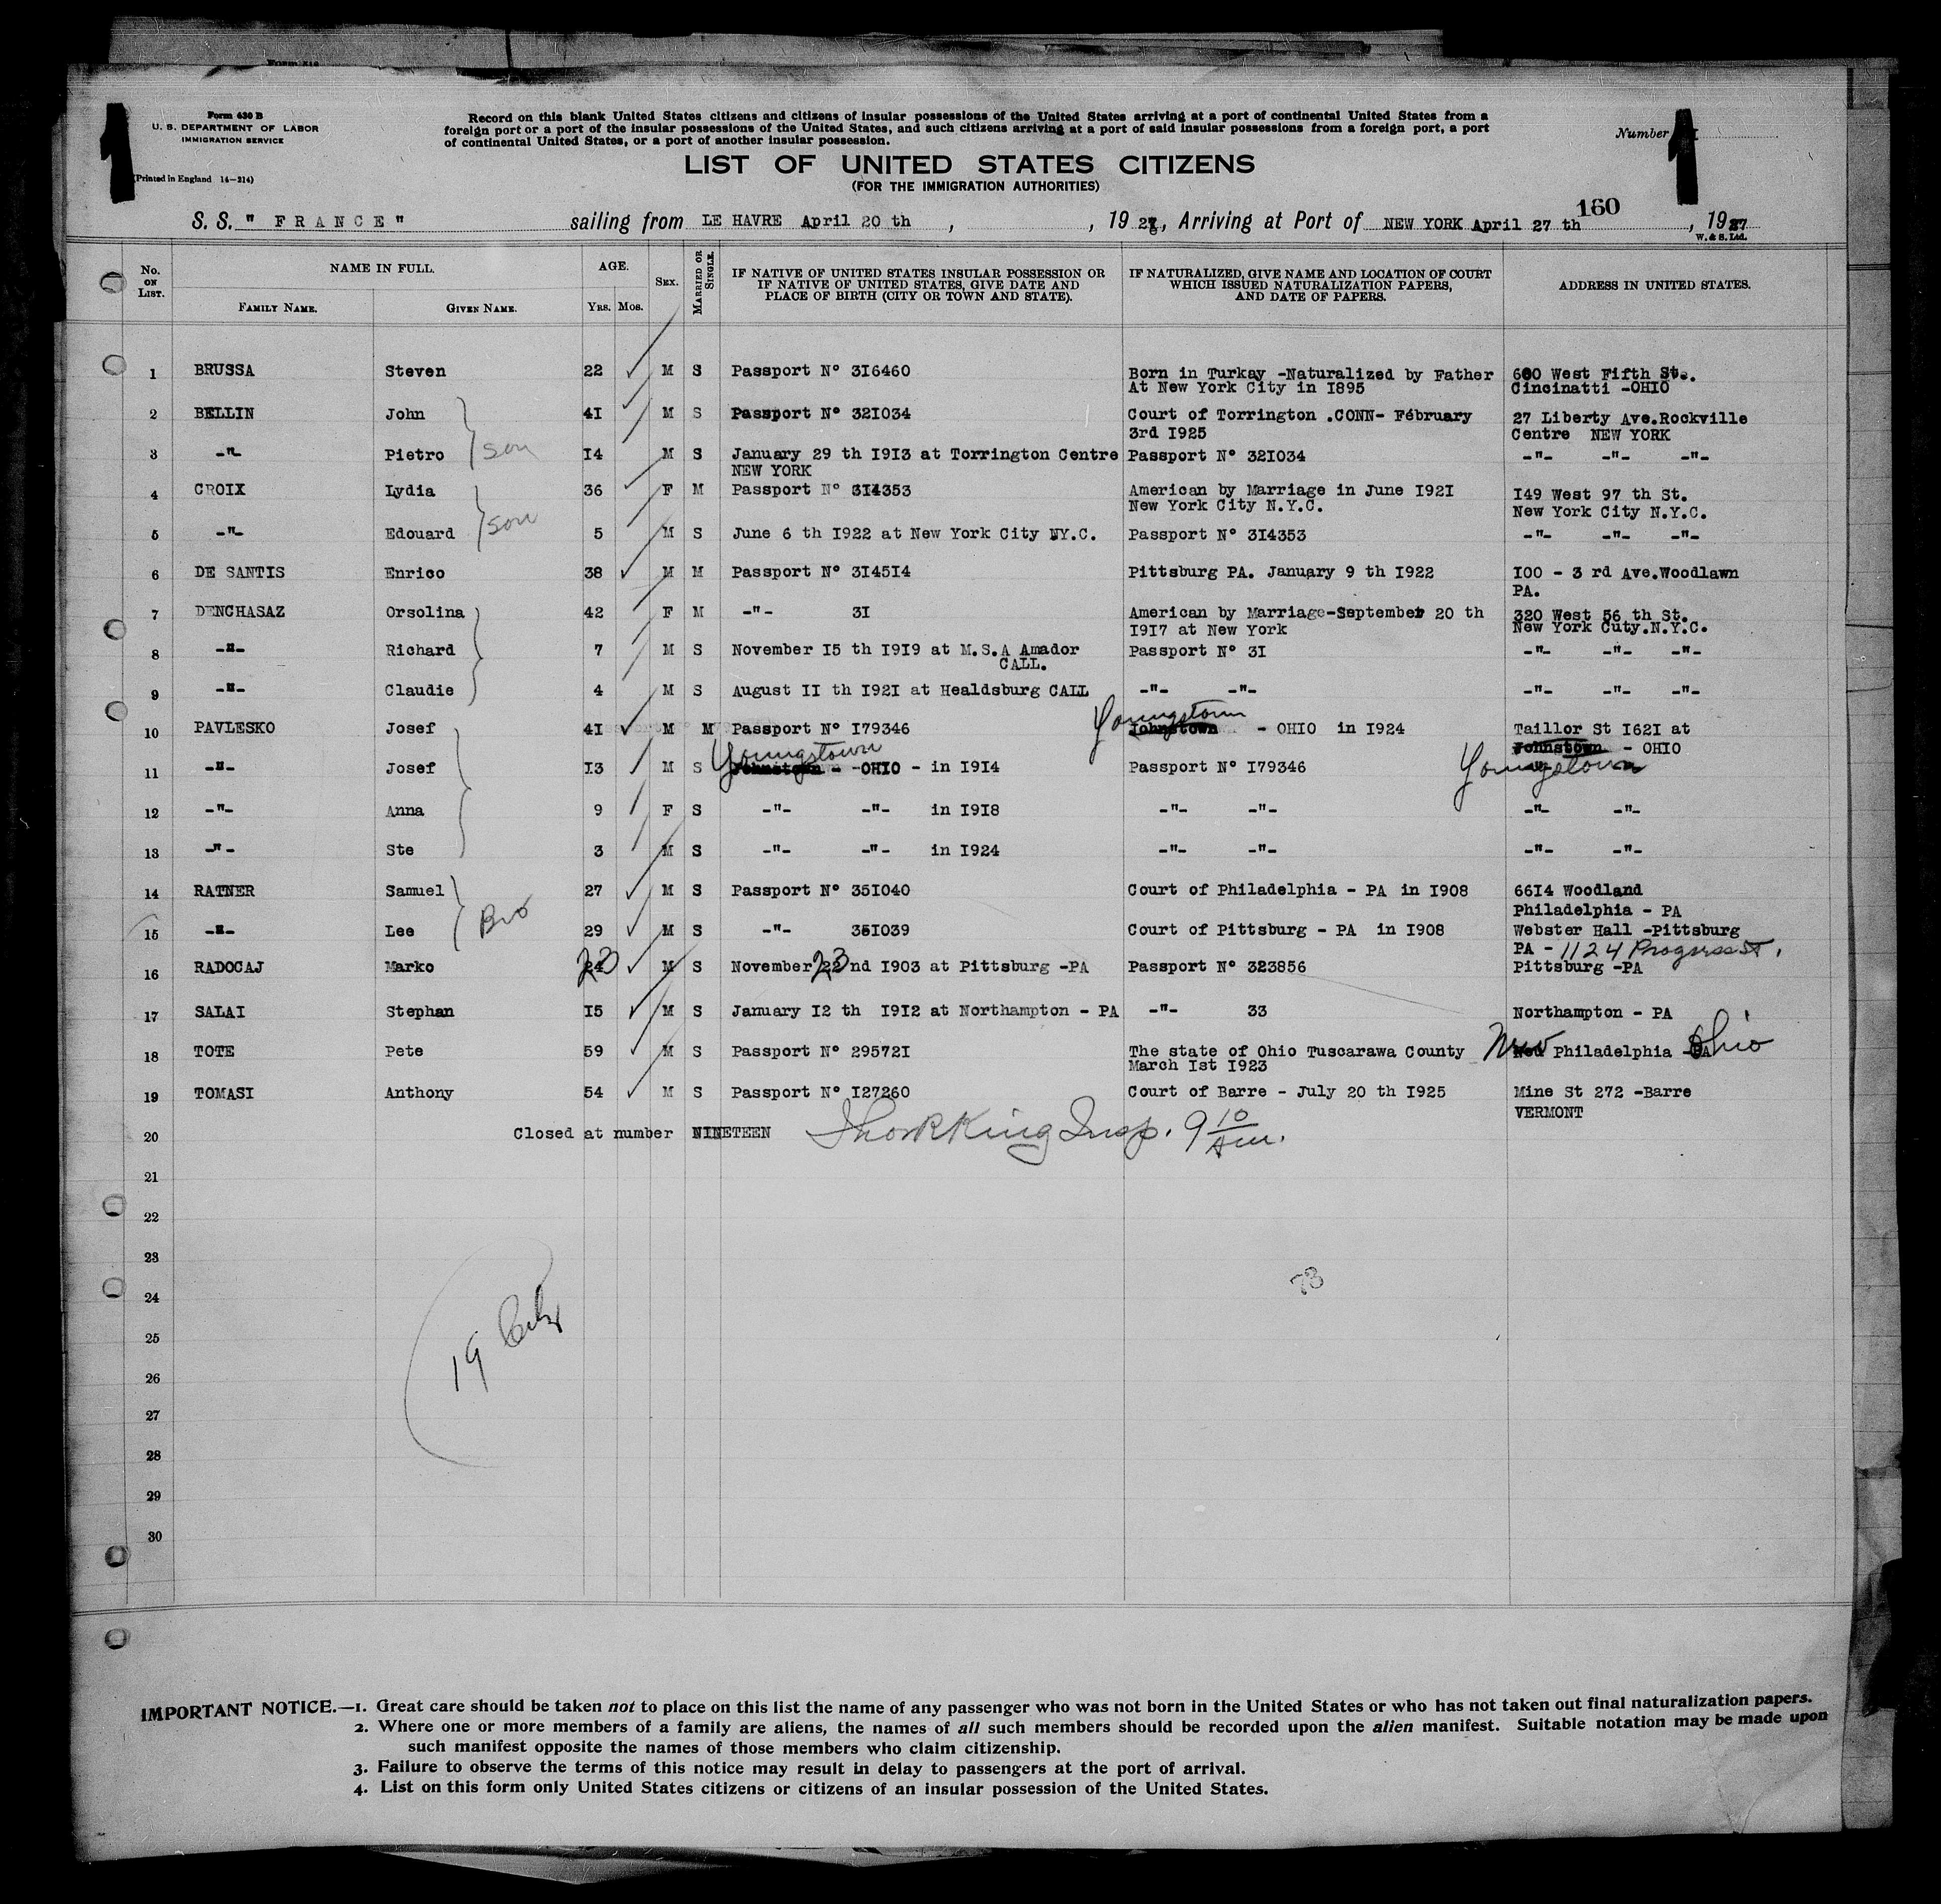 Form 630 B
U. S. DEPARTMENT OF LABOR
IMMIGRATION SERVICE
(Printed in England 14-214)
Record on this blank United States citizens and citizens of insular possessions of the United States arriving at a port of continental United States from a
foreign port or a port of the insular possessions of the United States, and such citizens arriving at a port of said insular possessions from a foreign port, a port
of continental United States, or a port of another insular possession.
Number
1
1
LIST OF UNITED STATES CITIZENS
(FOR THE IMMIGRATION AUTHORITIES)
160
S. S. " FRANCE " sailing from LE HAVRE April 20 th , , 19 27, Arriving at Port of NEW YORK April 27 th , 1927
W. & S. Ltd.
No. ON LIST. NAME IN FULL. AGE. SEX. MARRIED OR SINGLE. IF NATIVE OF UNITED STATES INSULAR POSSESSION OR IF NATIVE OF UNITED STATES, GIVE DATE AND PLACE OF BIRTH (CITY OR TOWN AND STATE). IF NATURALIZED, GIVE NAME AND LOCATION OF COURT WHICH ISSUED NATURALIZATION PAPERS, AND DATE OF PAPERS. ADDRESS IN UNITED STATES.
FAMILY NAME. GIVEN NAME. YRS. MOS.
1 BRUSSA Steven 22 M S Passport N° 316460 Born in Turkay -Naturalized by Father 600 West Fifth St.
At New York City in 1895 Cincinatti -OHIO
2 BELLIN John 41 M S Passport N° 321034 Court of Torrington .CONN- Fébruary 27 Liberty Ave.Rockville
3rd 1925 Centre NEW YORK
3 -"- Pietro son 14 M S January 29 th 1913 at Torrington Centre Passport N° 321034 -"- -"- -"-
NEW YORK
4 CROIX Lydia 36 F M Passport N° 314353 American by Marriage in June 1921 149 West 97 th St.
New York City N.Y.C. New York City N.Y.C.
5 -"- Edouard son 5 M S June 6 th 1922 at New York City NY.C. Passport N° 314353 -"- -"- -"-
6 DE SANTIS Enrico 38 M M Passport N° 314514 Pittsburg PA. January 9 th 1922 100 - 3 rd Ave.Woodlawn
PA.
7 DENCHASAZ Orsolina 42 F M -"- 31 American by Marriage-September 20 th 320 West 56 th St.
1917 at New York New York Cuty.N.Y.C.
8 -"- Richard 7 M S November 15 th 1919 at M.S.A Amador Passport N° 31 -"- -"- -"-
CALL.
9 -"- Claudie 4 M S August 11 th 1921 at Healdsburg CALL -"- -"- -"- -"- -"-
10 PAVLESKO Josef 41 M M Passport N° 179346 Johnstown Youngstown - OHIO in 1924 Taillor St 1621 at
Johnstown - OHIO
11 -"- Josef 13 M S Johnstown Youngstown - -OHIO - in 1914 Passport N° 179346 Youngstown
12 -"- Anna 9 F S -"- -"- in 1918 -"- -"- -"- -"-
13 -"- Ste 3 M S -"- -"- in 1924 -"- -"- -"- -"-
14 RATNER Samuel 27 M S Passport N° 351040 Court of Philadelphia - PA in 1908 6614 Woodland
Philadelphia - PA
15 -"- Lee Bro 29 M S -"- 351039 Court of Pittsburg - PA in 1908 Webster Hall -Pittsburg
PA - 1124 Progress St.
16 RADOCAJ Marko 23 M S November 23 nd 1903 at Pittsburg -PA Passport N° 323856 Pittsburg -PA
17 SALAI Stephan 15 M S January 12 th 1912 at Northampton - PA -"- 33 Northampton - PA
18 TOTE Pete 59 M S Passport N° 295721 The state of Ohio Tuscarawa County New Philadelphia - Ohio
March 1st 1923
19 TOMASI Anthony 54 M S Passport N° 127260 Court of Barre - July 20 th 1925 Mine St 272 -Barre
VERMONT
20 Closed at number NINETEEN King Insp. 9 10 Am.
21
22
23
24
25
26
27
28
29
30
19
73
IMPORTANT NOTICE.—1. Great care should be taken not to place on this list the name of any passenger who was not born in the United States or who has not taken out final naturalization papers.
2. Where one or more members of a family are aliens, the names of all such members should be recorded upon the alien manifest. Suitable notation may be made upon
such manifest opposite the names of those members who claim citizenship.
3. Failure to observe the terms of this notice may result in delay to passengers at the port of arrival.
4. List on this form only United States citizens or citizens of an insular possession of the United States.